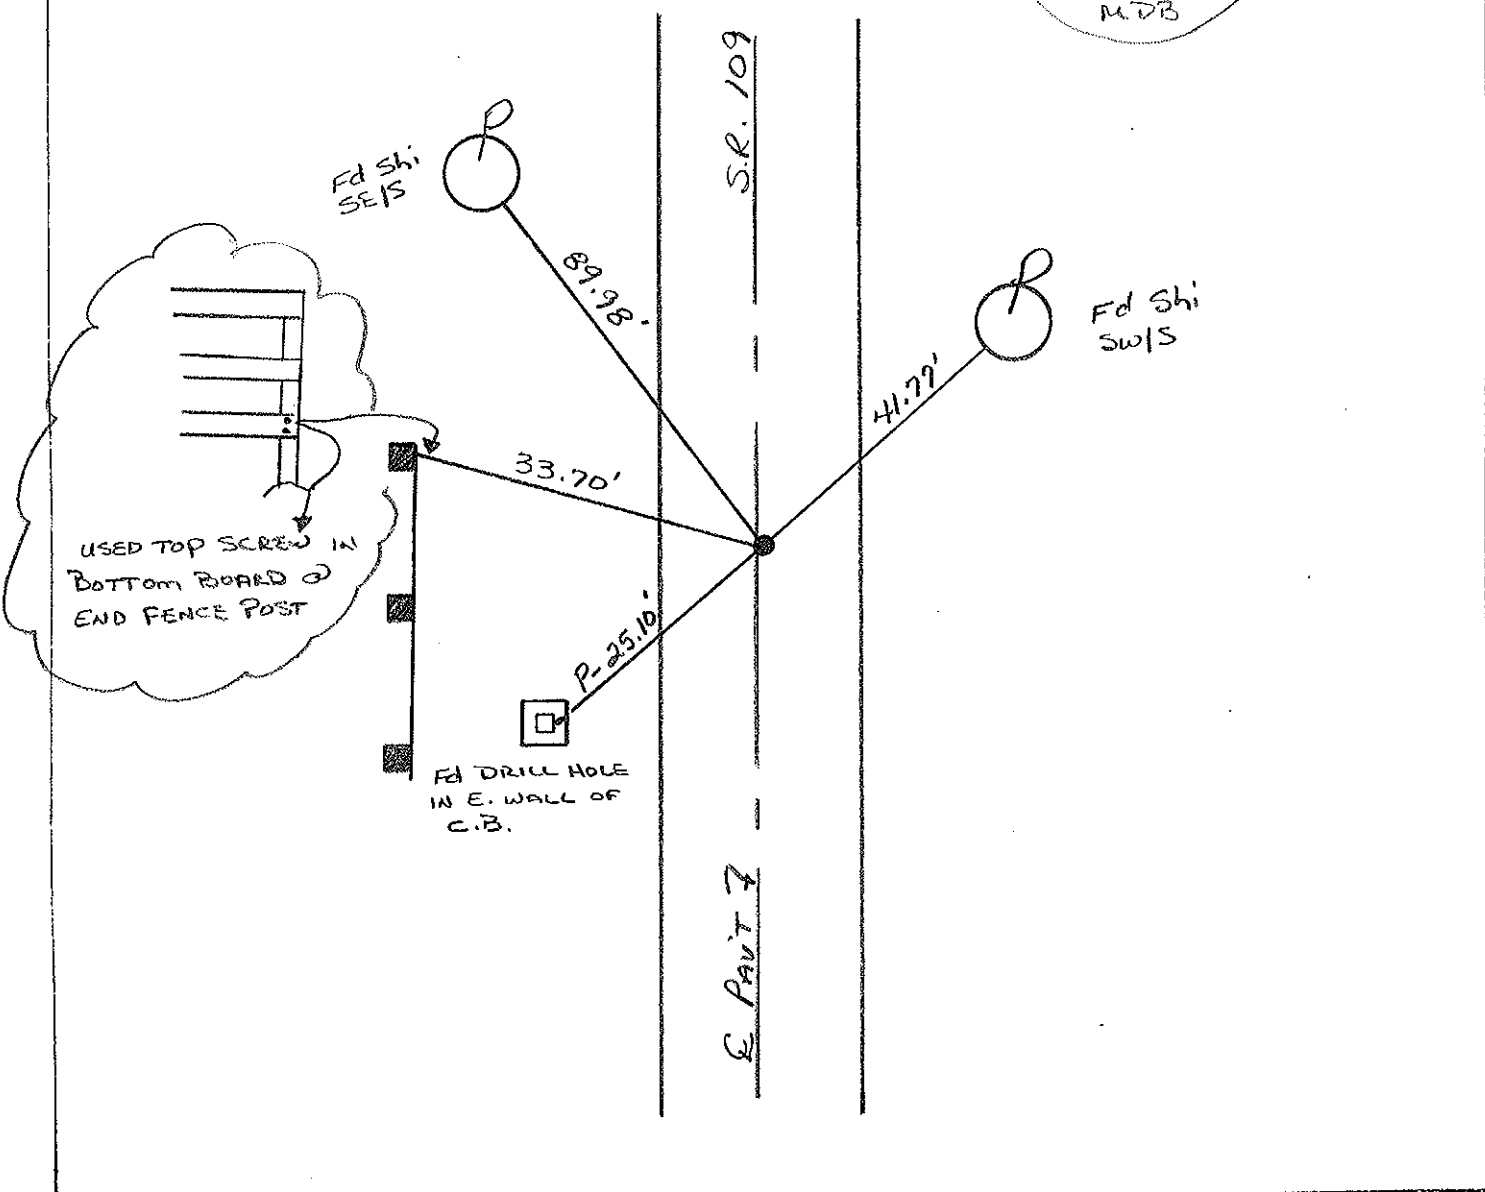 M.DB
S.R. 109
Fd Shi
SE/S
89.98'
Fd Shi
SW/S
41.77'
33.70'
USED TOP SCREW IN
BOTTOM BOARD @
END FENCE POST
P- 25.10'
Fd DRILL HOLE
IN E. WALL OF
C.B.
℄ PAV'T